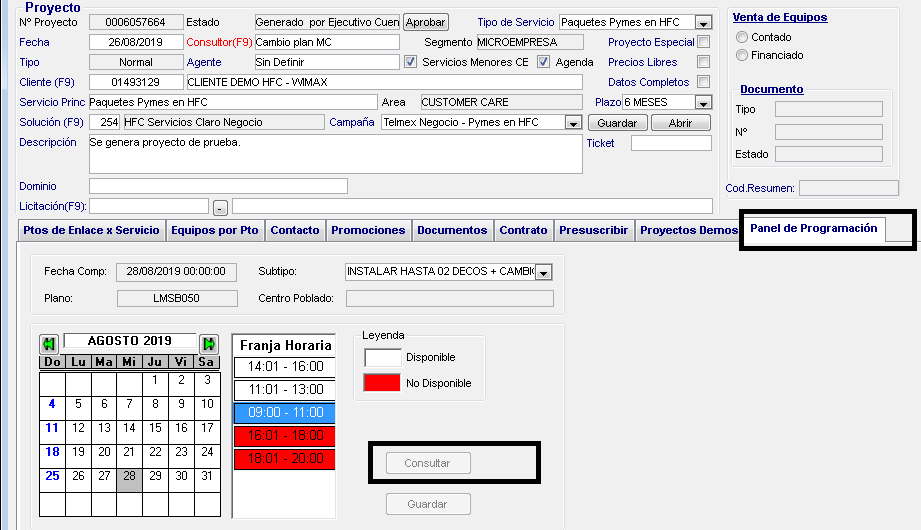 Proyecto
Nº Proyecto 0006057664 Estado Generado por Ejecutivo Cuen Aprobar Tipo de Servicio Paquetes Pymes en HFC
Fecha 26/08/2019 Consultor(F9) Cambio plan MC Segmento MICROEMPRESA Proyecto Especial
Tipo Normal Agente Sin Definir Servicios Menores CE Agenda Precios Libres
Cliente (F9) 01493129 CLIENTE DEMO HFC - WIMAX Datos Completos
Servicio Princ Paquetes Pymes en HFC Area CUSTOMER CARE Plazo 6 MESES
Solución (F9) 254 HFC Servicios Claro Negocio Campaña Telmex Negocio - Pymes en HFC Guardar Abrir
Descripción Se genera proyecto de prueba. Ticket
Dominio
Licitación(F9): -
Venta de Equipos
Contado
Financiado
Documento
Tipo
Nº
Estado
Cod.Resumen:
Ptos de Enlace x Servicio Equipos por Pto Contacto Promociones Documentos Contrato Presuscribir Proyectos Demos Panel de Programación
Fecha Comp: 28/08/2019 00:00:00 Subtipo: INSTALAR HASTA 02 DECOS + CAMBI
Plano: LMSB050 Centro Poblado:
AGOSTO 2019
Do Lu Ma Mi Ju Vi Sa
1 2 3
4 5 6 7 8 9 10
11 12 13 14 15 16 17
18 19 20 21 22 23 24
25 26 27 28 29 30 31
Franja Horaria
14:01 - 16:00
11:01 - 13:00
09:00 - 11:00
16:01 - 18:00
18:01 - 20:00
Leyenda
Disponible
No Disponible
Consultar
Guardar